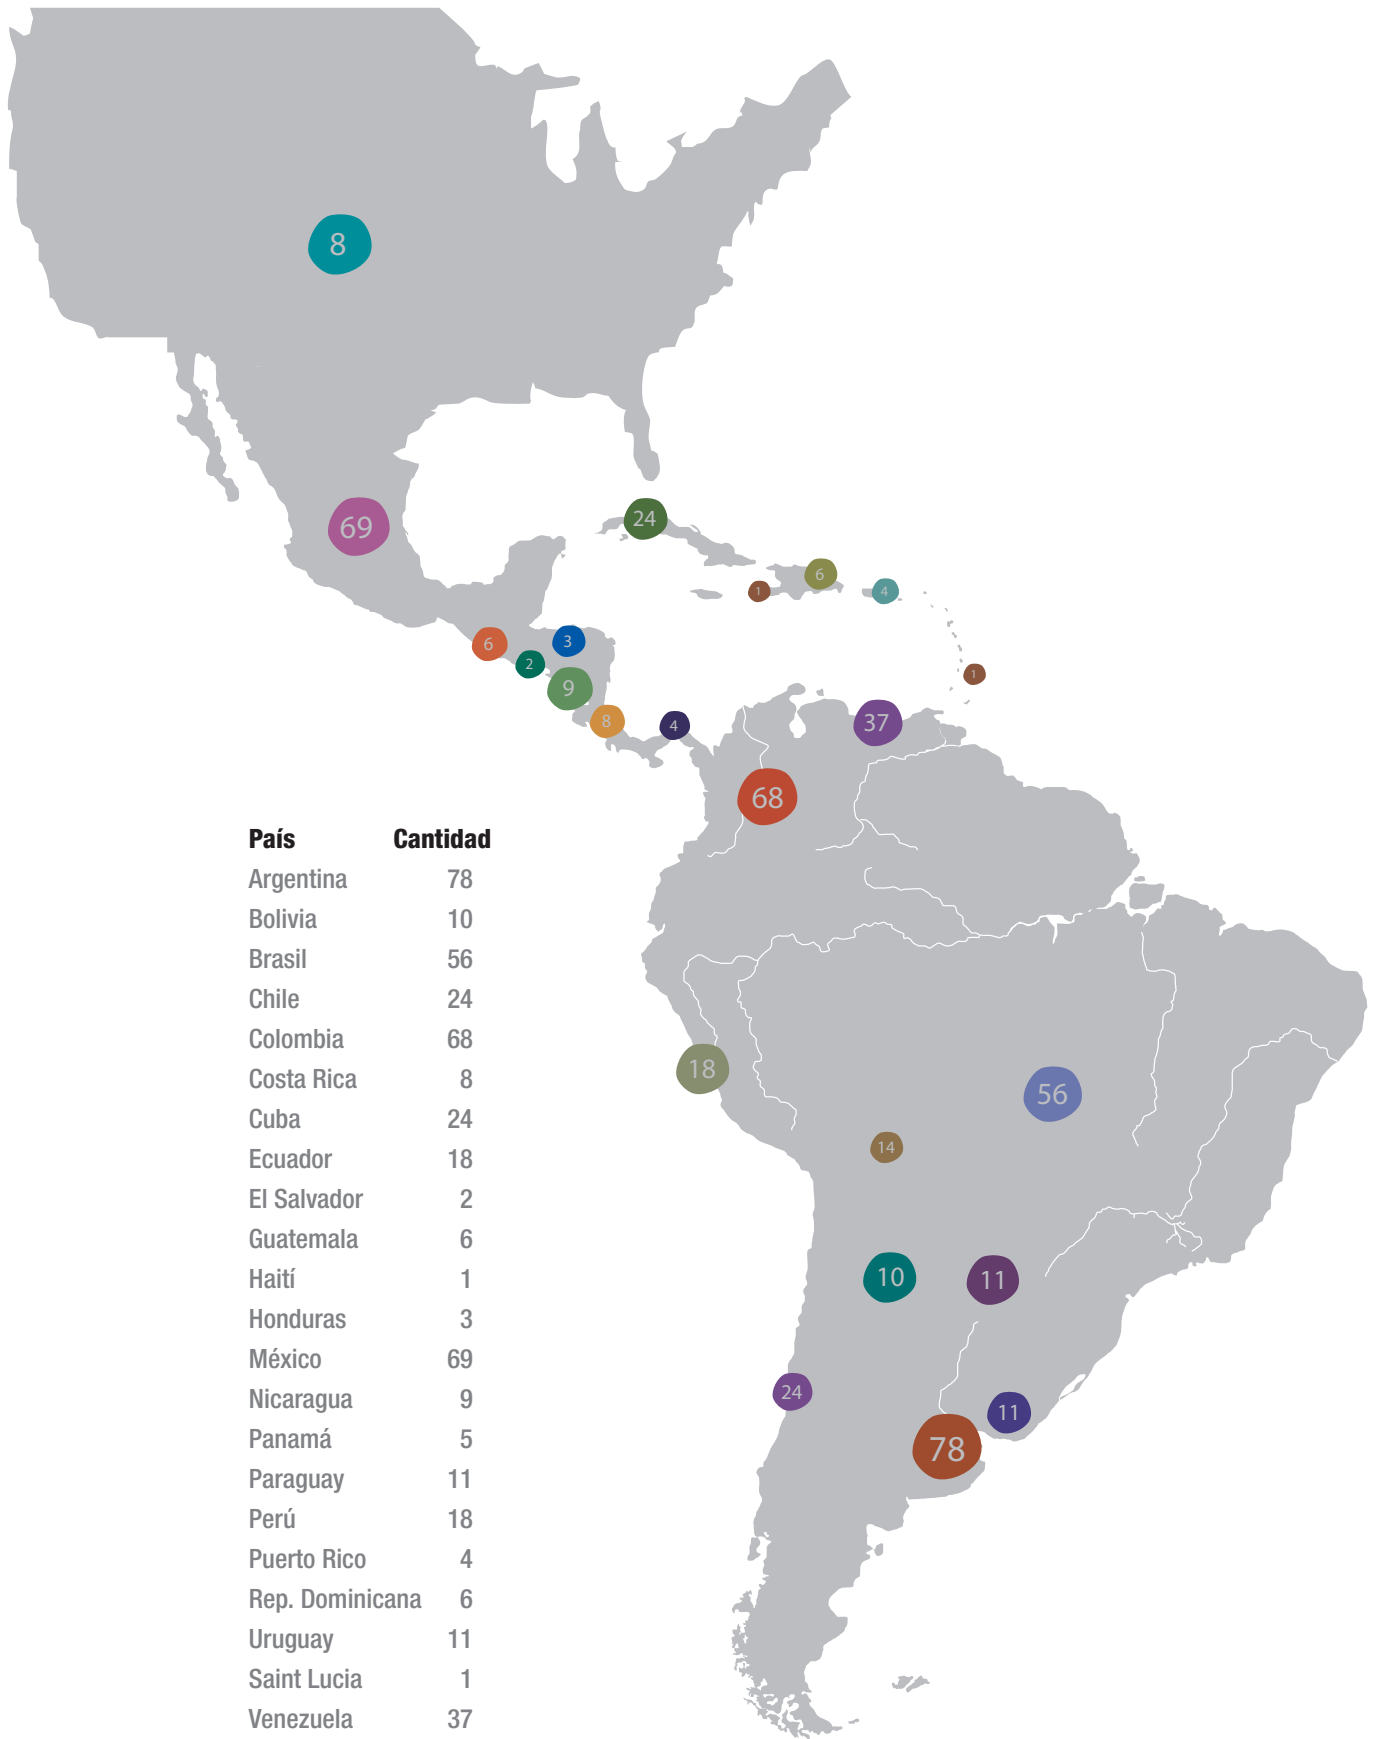 8
69
24
6
1
4
6
3
2
1
9
8
4
37
68
País Cantidad
Argentina 78
Bolivia 10
Brasil 56
Chile 24
Colombia 68
Costa Rica 8
Cuba 24
Ecuador 18
El Salvador 2
Guatemala 6
Haití 1
Honduras 3
México 69
Nicaragua 9
Panamá 5
Paraguay 11
Perú 18
Puerto Rico 4
Rep. Dominicana 6
Uruguay 11
Saint Lucia 1
Venezuela 37
18
56
14
10
11
24
11
78